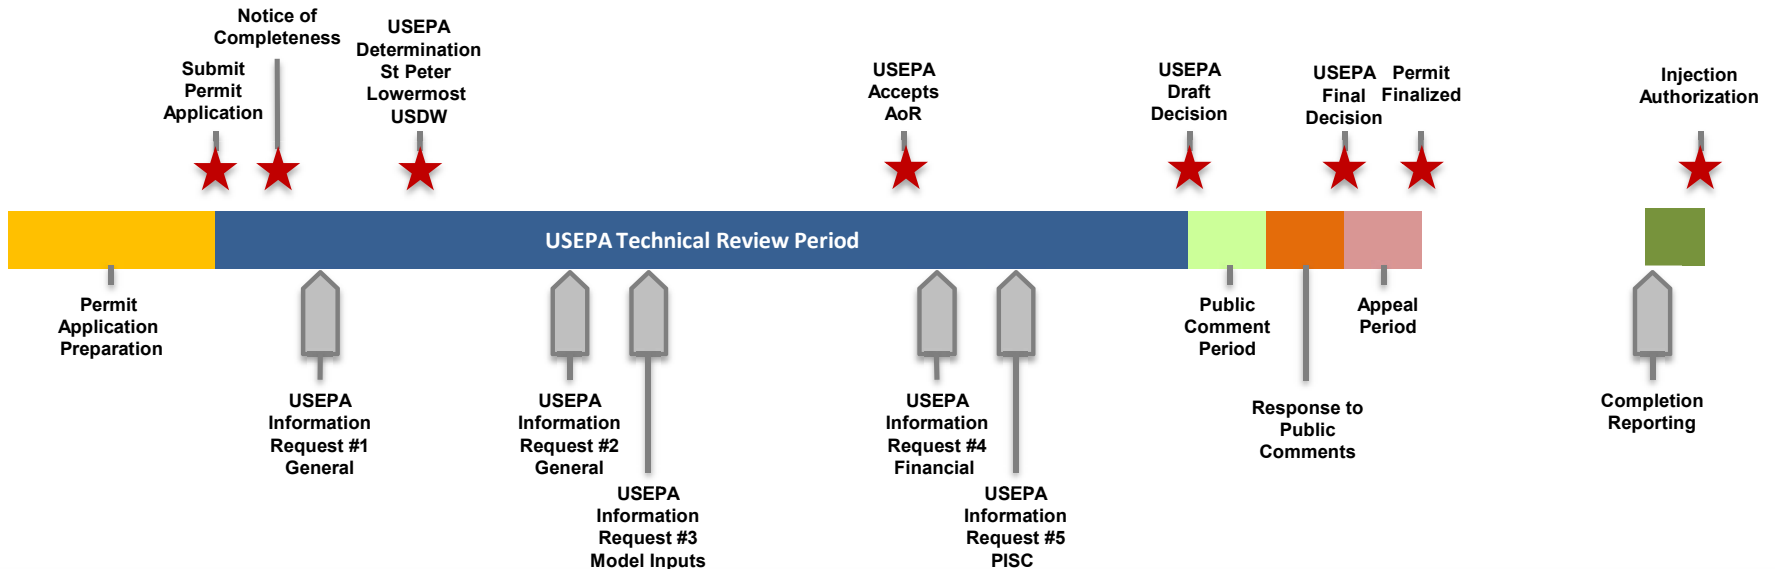 Notice of
Completeness
Submit
Permit
Application
USEPA
Determination
St Peter
Lowermost
USDW
USEPA
Accepts
AoR
USEPA
Draft
Decision
USEPA
Final
Decision
Permit
Finalized
Injection
Authorization
USEPA Technical Review Period
Permit
Application
Preparation
USEPA
Information
Request #1
General
USEPA
Information
Request #2
General
USEPA
Information
Request #3
Model Inputs
USEPA
Information
Request #4
Financial
USEPA
Information
Request #5
PISC
Public
Comment
Period
Response to
Public
Comments
Appeal
Period
Completion
Reporting